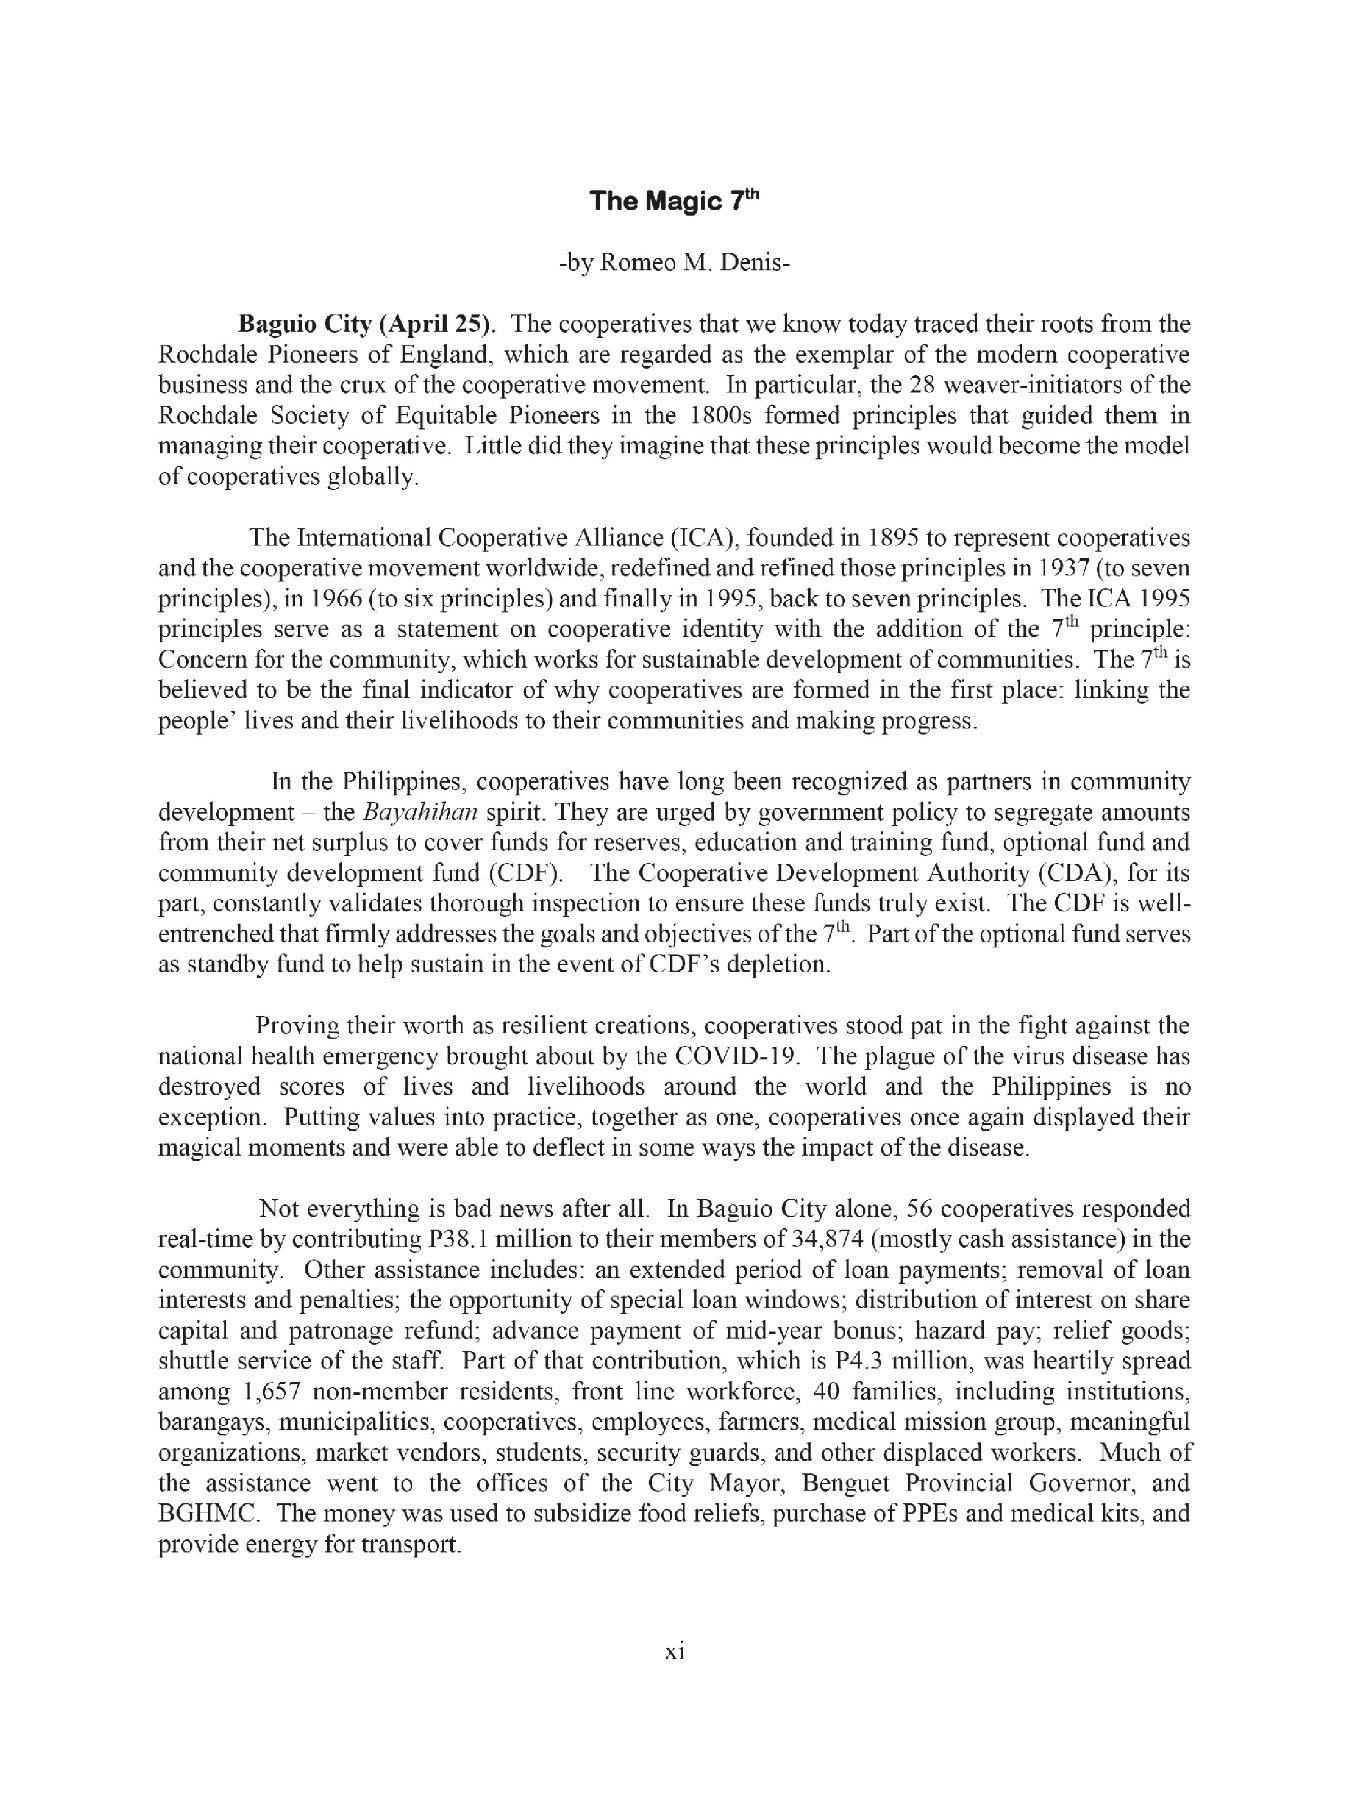 The Magic 7th
-by Romeo M. Denis-
Baguio City (April 25). The cooperatives that we know today traced their roots from the
Rochdale Pioneers of England, which are regarded as the exemplar of the modern cooperative
business and the crux of the cooperative movement. In particular, the 28 weaver-initiators of the
Rochdale Society of Equitable Pioneers in the 1800s formed principles that guided them in
managing their cooperative. Little did they imagine that these principles would become the model
of cooperatives globally.
The International Cooperative Alliance (ICA), founded in 1895 to represent cooperatives
and the cooperative movement worldwide, redefined and refined those principles in 1937 (to seven
principles), in 1966 (to six principles) and finally in 1995, back to seven principles. The ICA 1995
principles serve as a statement on cooperative identity with the addition of the 7th principle:
Concern for the community, which works for sustainable development of communities. The 7th is
believed to be the final indicator of why cooperatives are formed in the first place: linking the
people’ lives and their livelihoods to their communities and making progress.
In the Philippines, cooperatives have long been recognized as partners in community
development – the Bayahihan spirit. They are urged by government policy to segregate amounts
from their net surplus to cover funds for reserves, education and training fund, optional fund and
community development fund (CDF). The Cooperative Development Authority (CDA), for its
part, constantly validates thorough inspection to ensure these funds truly exist. The CDF is well-
entrenched that firmly addresses the goals and objectives of the 7th. Part of the optional fund serves
as standby fund to help sustain in the event of CDF’s depletion.
Proving their worth as resilient creations, cooperatives stood pat in the fight against the
national health emergency brought about by the COVID-19. The plague of the virus disease has
destroyed scores of lives and livelihoods around the world and the Philippines is no
exception. Putting values into practice, together as one, cooperatives once again displayed their
magical moments and were able to deflect in some ways the impact of the disease.
Not everything is bad news after all. In Baguio City alone, 56 cooperatives responded
real-time by contributing P38.1 million to their members of 34,874 (mostly cash assistance) in the
community. Other assistance includes: an extended period of loan payments; removal of loan
interests and penalties; the opportunity of special loan windows; distribution of interest on share
capital and patronage refund; advance payment of mid-year bonus; hazard pay; relief goods;
shuttle service of the staff. Part of that contribution, which is P4.3 million, was heartily spread
among 1,657 non-member residents, front line workforce, 40 families, including institutions,
barangays, municipalities, cooperatives, employees, farmers, medical mission group, meaningful
organizations, market vendors, students, security guards, and other displaced workers. Much of
the assistance went to the offices of the City Mayor, Benguet Provincial Governor, and
BGHMC. The money was used to subsidize food reliefs, purchase of PPEs and medical kits, and
provide energy for transport.
xi